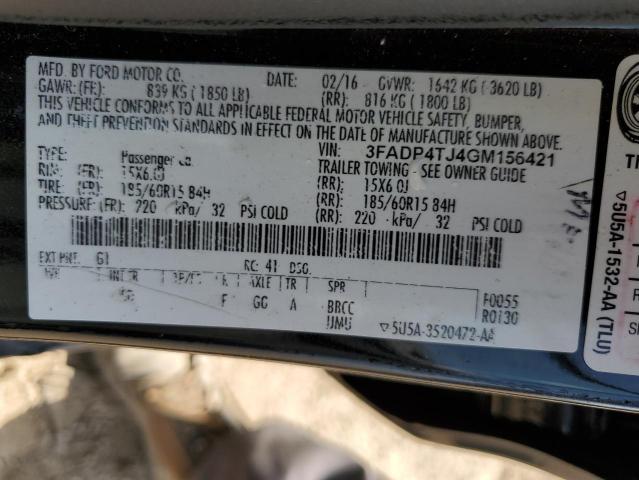 MFD. BY FORD MOTOR CO. DATE: 02/16 GVWR: 1642 KG ( 3620 LB)
GAWR: (FR): 839 KG ( 1850 LB) (RR): 816 KG ( 1800 LB)
THIS VEHICLE CONFORMS TO ALL APPLICABLE FEDERAL MOTOR VEHICLE SAFETY, BUMPER,
AND THEFT PREVENTION STANDARDS IN EFFECT ON THE DATE OF MANUFACTURE SHOWN ABOVE.
VIN: 3FADP4TJ4GM156421
TYPE: Passenger Car TRAILER TOWING - SEE OWNER GUIDE
RIM: (FR): 15X6.0J (RR): 15X6.0J
TIRE: (FR): 185/60R15 84H (RR): 185/60R15 84H
PRESSURE: (FR): 220 kPa/ 32 PSI COLD (RR): 220 kPa/ 32 PSI COLD
EXT PNT: G1 RC: 41 DSO:
INTER R AXLE TR SPR
F GG A BBCC F0055
UMU R0130
▽5U5A-3520472-AA
▽5U5A-1532-AA (TLU)